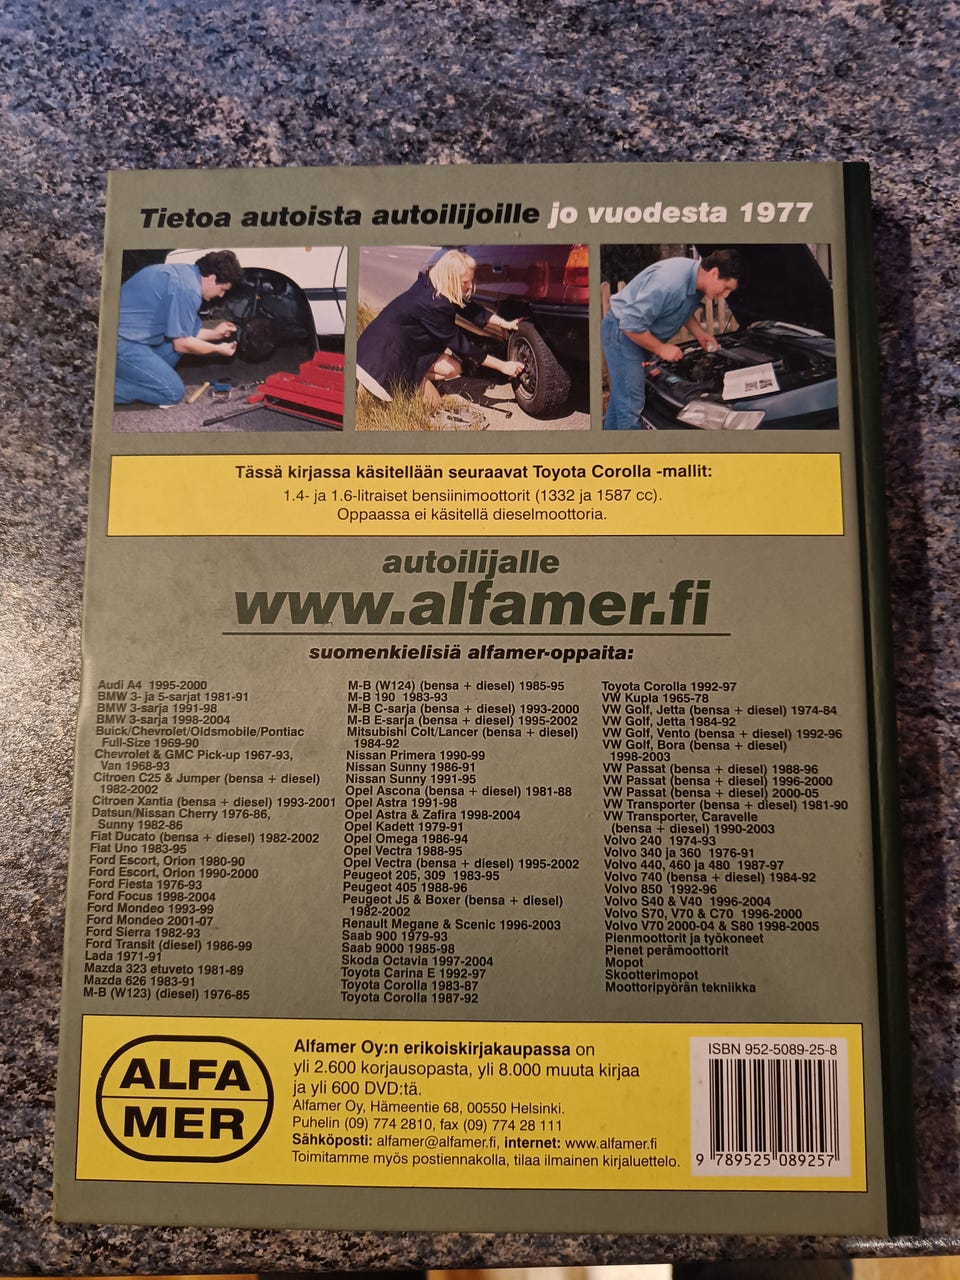 Tietoa autoista autoilijoille jo vuodesta 1977
Tässä kirjassa käsitellään seuraavat Toyota Corolla -mallit:
1.4- ja 1.6-litraiset bensiinimoottorit (1332 ja 1587 cc).
Oppaassa ei käsitellä dieselmoottoria.
autoilijalle
www.alfamer.fi
suomenkielisiä alfamer-oppaita:
Audi A4 1995-2000
BMW 3- ja 5-sarjat 1981-91
BMW 3-sarja 1991-98
BMW 3-sarja 1998-2004
Buick/Chevrolet/Oldsmobile/Pontiac
Full-Size 1969-90
Chevrolet & GMC Pick-up 1967-93,
Van 1968-93
Citroen C25 & Jumper (bensa + diesel)
1982-2002
Citroen Xantia (bensa + diesel) 1993-2001
Datsun/Nissan Cherry 1976-86,
Sunny 1982-86
Fiat Ducato (bensa + diesel) 1982-2002
Fiat Uno 1983-95
Ford Escort, Orion 1980-90
Ford Escort, Orion 1990-2000
Ford Fiesta 1976-93
Ford Focus 1998-2004
Ford Mondeo 1993-99
Ford Mondeo 2001-07
Ford Sierra 1982-93
Ford Transit (diesel) 1986-99
Lada 1971-91
Mazda 323 etuveto 1981-89
Mazda 626 1983-91
M-B (W123) (diesel) 1976-85
M-B (W124) (bensa + diesel) 1985-95
M-B 190 1983-93
M-B C-sarja (bensa + diesel) 1993-2000
M-B E-sarja (bensa + diesel) 1995-2002
Mitsubishi Colt/Lancer (bensa + diesel)
1984-92
Nissan Primera 1990-99
Nissan Sunny 1986-91
Nissan Sunny 1991-95
Opel Ascona (bensa + diesel) 1981-88
Opel Astra 1991-98
Opel Astra & Zafira 1998-2004
Opel Kadett 1979-91
Opel Omega 1986-94
Opel Vectra 1988-95
Opel Vectra (bensa + diesel) 1995-2002
Peugeot 205, 309 1983-95
Peugeot 405 1988-96
Peugeot J5 & Boxer (bensa + diesel)
1982-2002
Renault Megane & Scenic 1996-2003
Saab 900 1979-93
Saab 9000 1985-98
Skoda Octavia 1997-2004
Toyota Carina E 1992-97
Toyota Corolla 1983-87
Toyota Corolla 1987-92
Toyota Corolla 1992-97
VW Kupla 1965-78
VW Golf, Jetta (bensa + diesel) 1974-84
VW Golf, Jetta 1984-92
VW Golf, Vento (bensa + diesel) 1992-96
VW Golf, Bora (bensa + diesel)
1998-2003
VW Passat (bensa + diesel) 1988-96
VW Passat (bensa + diesel) 1996-2000
VW Passat (bensa + diesel) 2000-05
VW Transporter (bensa + diesel) 1981-90
VW Transporter, Caravelle
(bensa + diesel) 1990-2003
Volvo 240 1974-93
Volvo 340 ja 360 1976-91
Volvo 440, 460 ja 480 1987-97
Volvo 740 (bensa + diesel) 1984-92
Volvo 850 1992-96
Volvo S40 & V40 1996-2004
Volvo S70, V70 & C70 1996-2000
Volvo V70 2000-04 & S80 1998-2005
Pienmoottorit ja työkoneet
Pienet perämoottorit
Mopot
Skootterimopot
Moottoripyörän tekniikka
ALFA
MER
Alfamer Oy:n erikoiskirjakaupassa on
yli 2.600 korjausopasta, yli 8.000 muuta kirjaa
ja yli 600 DVD:tä.
Alfamer Oy, Hämeentie 68, 00550 Helsinki.
Puhelin (09) 774 2810, fax (09) 774 28 111
Sähköposti: alfamer@alfamer.fi, internet: www.alfamer.fi
Toimitamme myös postiennakolla, tilaa ilmainen kirjaluettelo.
ISBN 952-5089-25-8
9 789525 089257